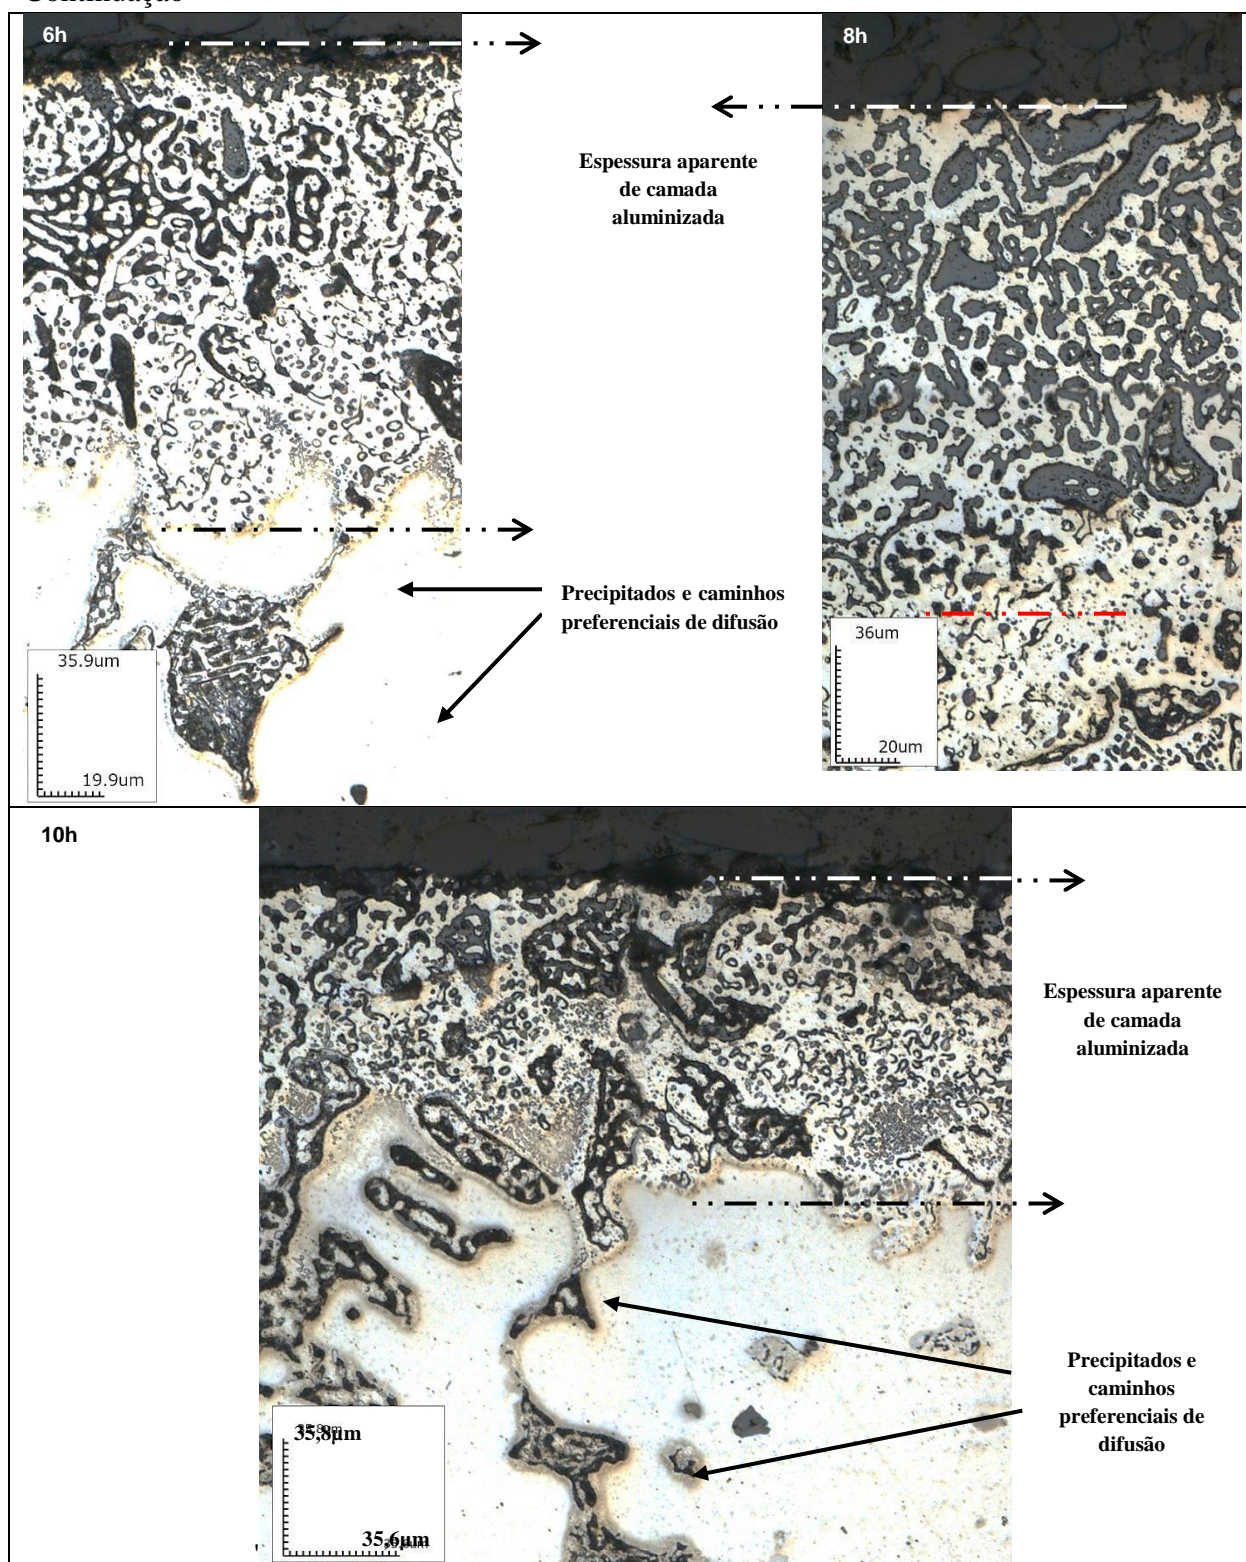 Continuação
6h
8h
Espessura aparente
de camada
aluminizada
Precipitados e caminhos
preferenciais de difusão
35.9um
19.9um
36um
20um
10h
Espessura aparente
de camada
aluminizada
Precipitados e
caminhos
preferenciais de
difusão
35,8µm
35,6µm